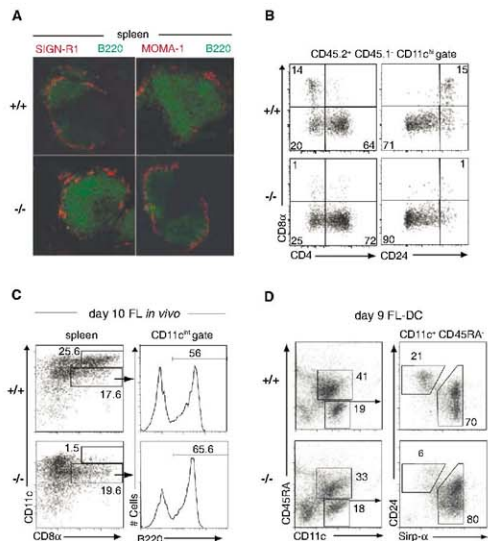 A
spleen
SIGN-R1 B220 MOMA-1 B220
+/+
-/-
B
CD45.2+ CD45.1- CD11chi gate
+/+
14
20 64
15
71
-/-
1
25 72
1
90
CD8α
CD4 CD24
C
day 10 FL in vivo
spleen CD11cint gate
+/+
25.6
17.6
56
-/-
1.5
19.6
65.6
CD11c
CD8α
# Cells
B220
D
day 9 FL-DC
CD11c+ CD45RA-
+/+
41
19
21
70
-/-
33
18
6
80
CD45RA
CD11c
CD24
Sirp-α